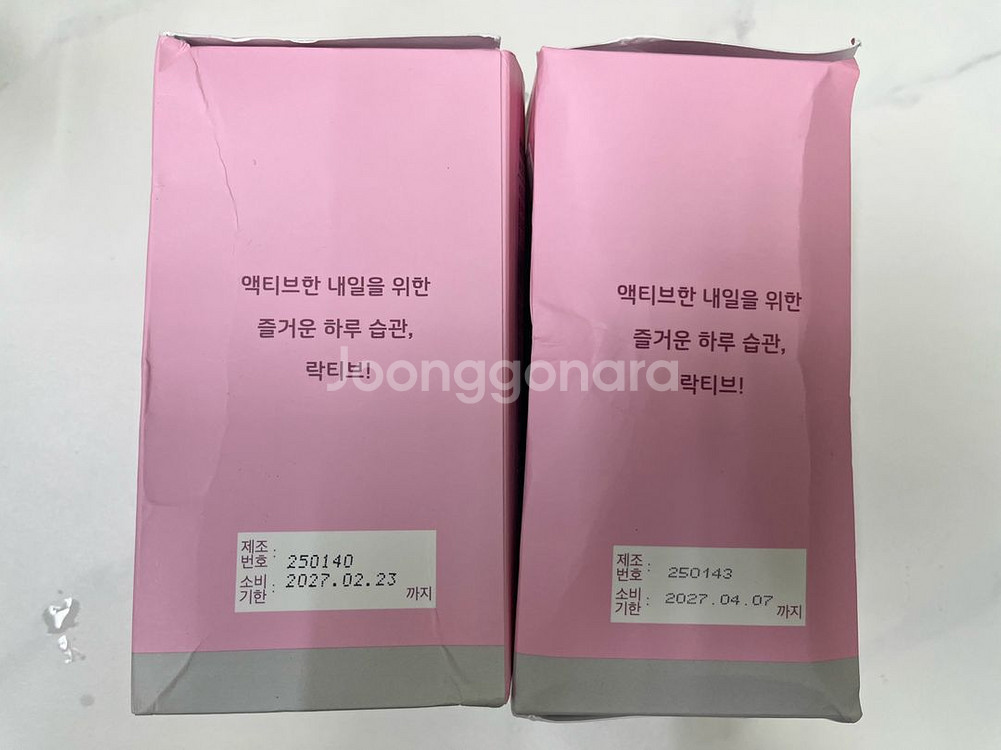 액티브한 내일을 위한
즐거운 하루 습관,
락티브!
제조
번호 : 250140
소비
기한 : 2027.02.23 까지
액티브한 내일을 위한
즐거운 하루 습관,
락티브!
제조
번호 : 250143
소비
기한 : 2027.04.07 까지
Joonggonara